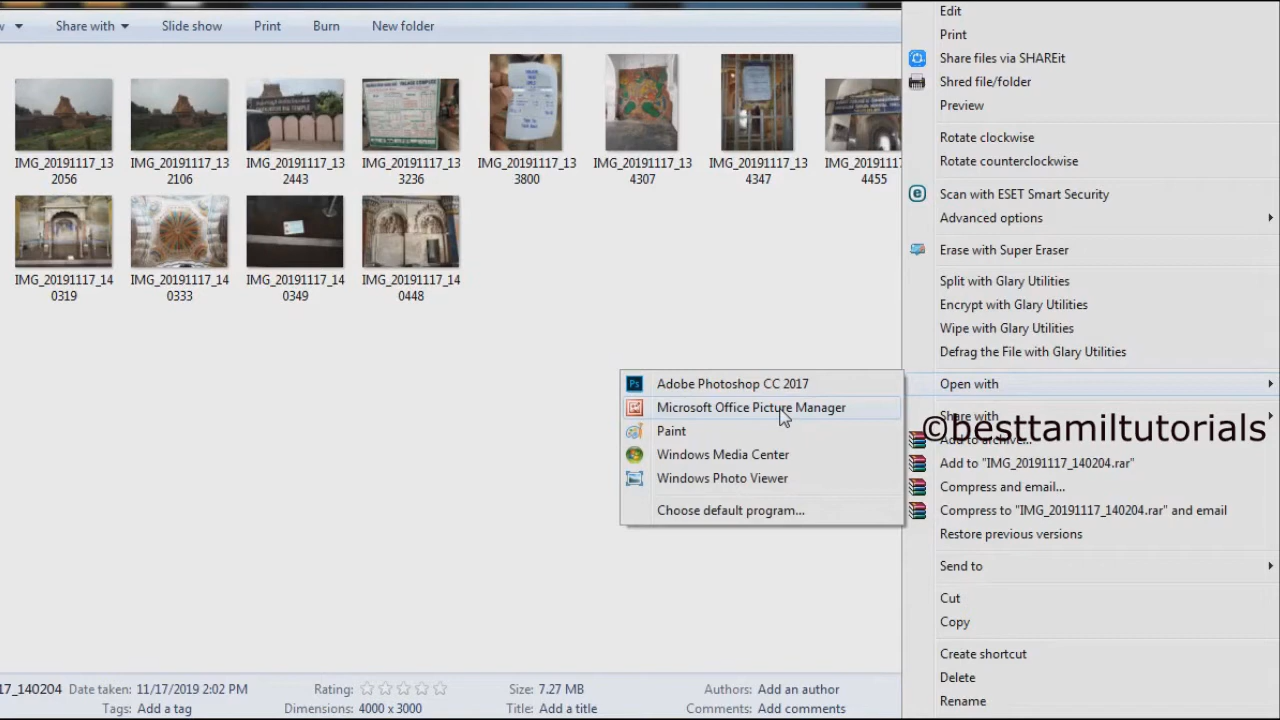 Share with
Slide show
Print
Burn
New folder
IMG_20191117_13
2056
IMG_20191117_13
2106
IMG_20191117_13
2443
IMG_20191117_13
3236
IMG_20191117_13
3800
IMG_20191117_13
4307
IMG_20191117_13
4347
IMG_20191117
4455
IMG_20191117_14
0319
IMG_20191117_14
0333
IMG_20191117_14
0349
IMG_20191117_14
0448
Edit
Print
Share files via SHAREit
Shred file/folder
Preview
Rotate clockwise
Rotate counterclockwise
Scan with ESET Smart Security
Advanced options
Erase with Super Eraser
Split with Glary Utilities
Encrypt with Glary Utilities
Wipe with Glary Utilities
Defrag the File with Glary Utilities
Open with
Share with
©besttamiltutorials
Add to archive...
Add to "IMG_20191117_140204.rar"
Compress and email...
Compress to "IMG_20191117_140204.rar" and email
Restore previous versions
Send to
Cut
Copy
Create shortcut
Delete
Rename
Adobe Photoshop CC 2017
Microsoft Office Picture Manager
Paint
Windows Media Center
Windows Photo Viewer
Choose default program...
17_140204 Date taken: 11/17/2019 2:02 PM Rating: Size: 7.27 MB Authors: Add an author
Tags: Add a tag Dimensions: 4000 x 3000 Title: Add a title Comments: Add comments